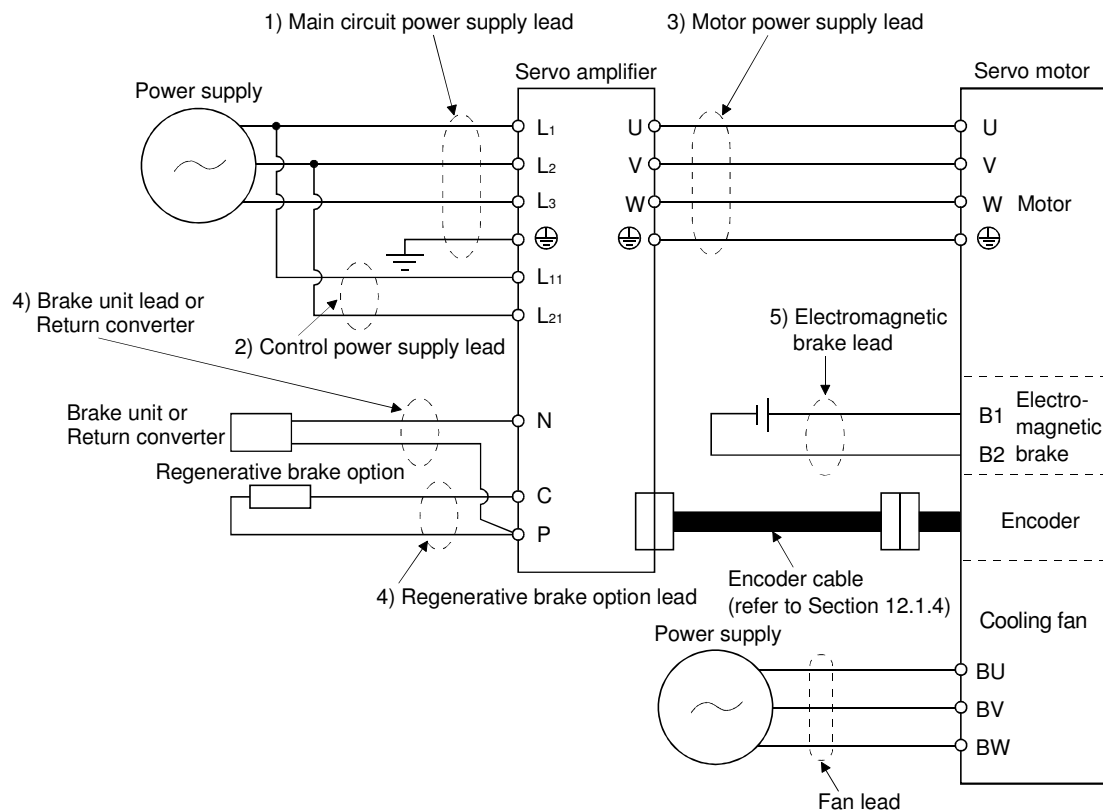 1) Main circuit power supply lead
3) Motor power supply lead
Servo amplifier
Servo motor
Power supply
L1
U
U
L2
V
V
L3
W
W
Motor
L11
4) Brake unit lead or
Return converter
L21
2) Control power supply lead
5) Electromagnetic
brake lead
Brake unit or
Return converter
N
B1
B2
Electro-
magnetic
brake
Regenerative brake option
C
P
Encoder
4) Regenerative brake option lead
Encoder cable
(refer to Section 12.1.4)
Cooling fan
Power supply
BU
BV
BW
Fan lead